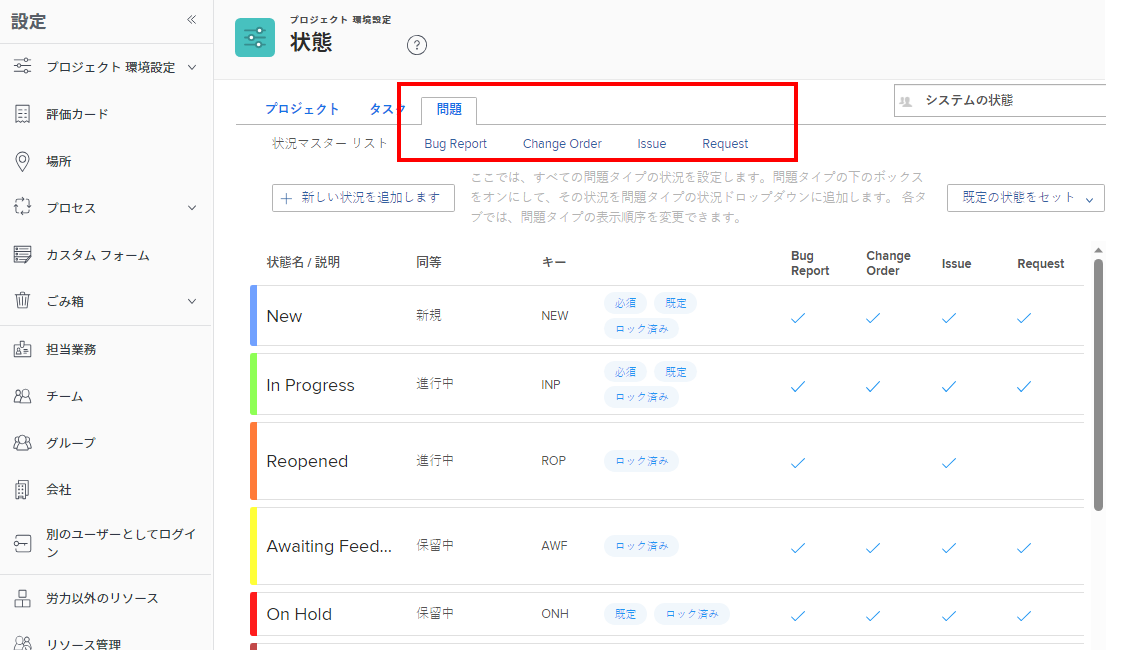 設定
プロジェクト 環境設定
評価カード
場所
プロセス
カスタム フォーム
ごみ箱
担当業務
チーム
グループ
会社
別のユーザーとしてログイ
ン
労力以外のリソース
リソース管理
プロジェクト 環境設定
状態
?
プロジェクト タスク 問題
システムの状態
状況マスター リスト Bug Report Change Order Issue Request
+ 新しい状況を追加します
ここでは、すべての問題タイプの状況を設定します。問題タイプの下のボックス
をオンにして、その状況を問題タイプの状況ドロップダウンに追加します。 各タ
ブでは、問題タイプの表示順序を変更できます。
既定の状態をセット
状態名 / 説明 同等 キー Bug Report Change Order Issue Request
New 新規 NEW 必須 既定
ロック済み
In Progress 進行中 INP 必須 既定
ロック済み
Reopened 進行中 ROP ロック済み
Awaiting Feed... 保留中 AWF ロック済み
On Hold 保留中 ONH 既定 ロック済み